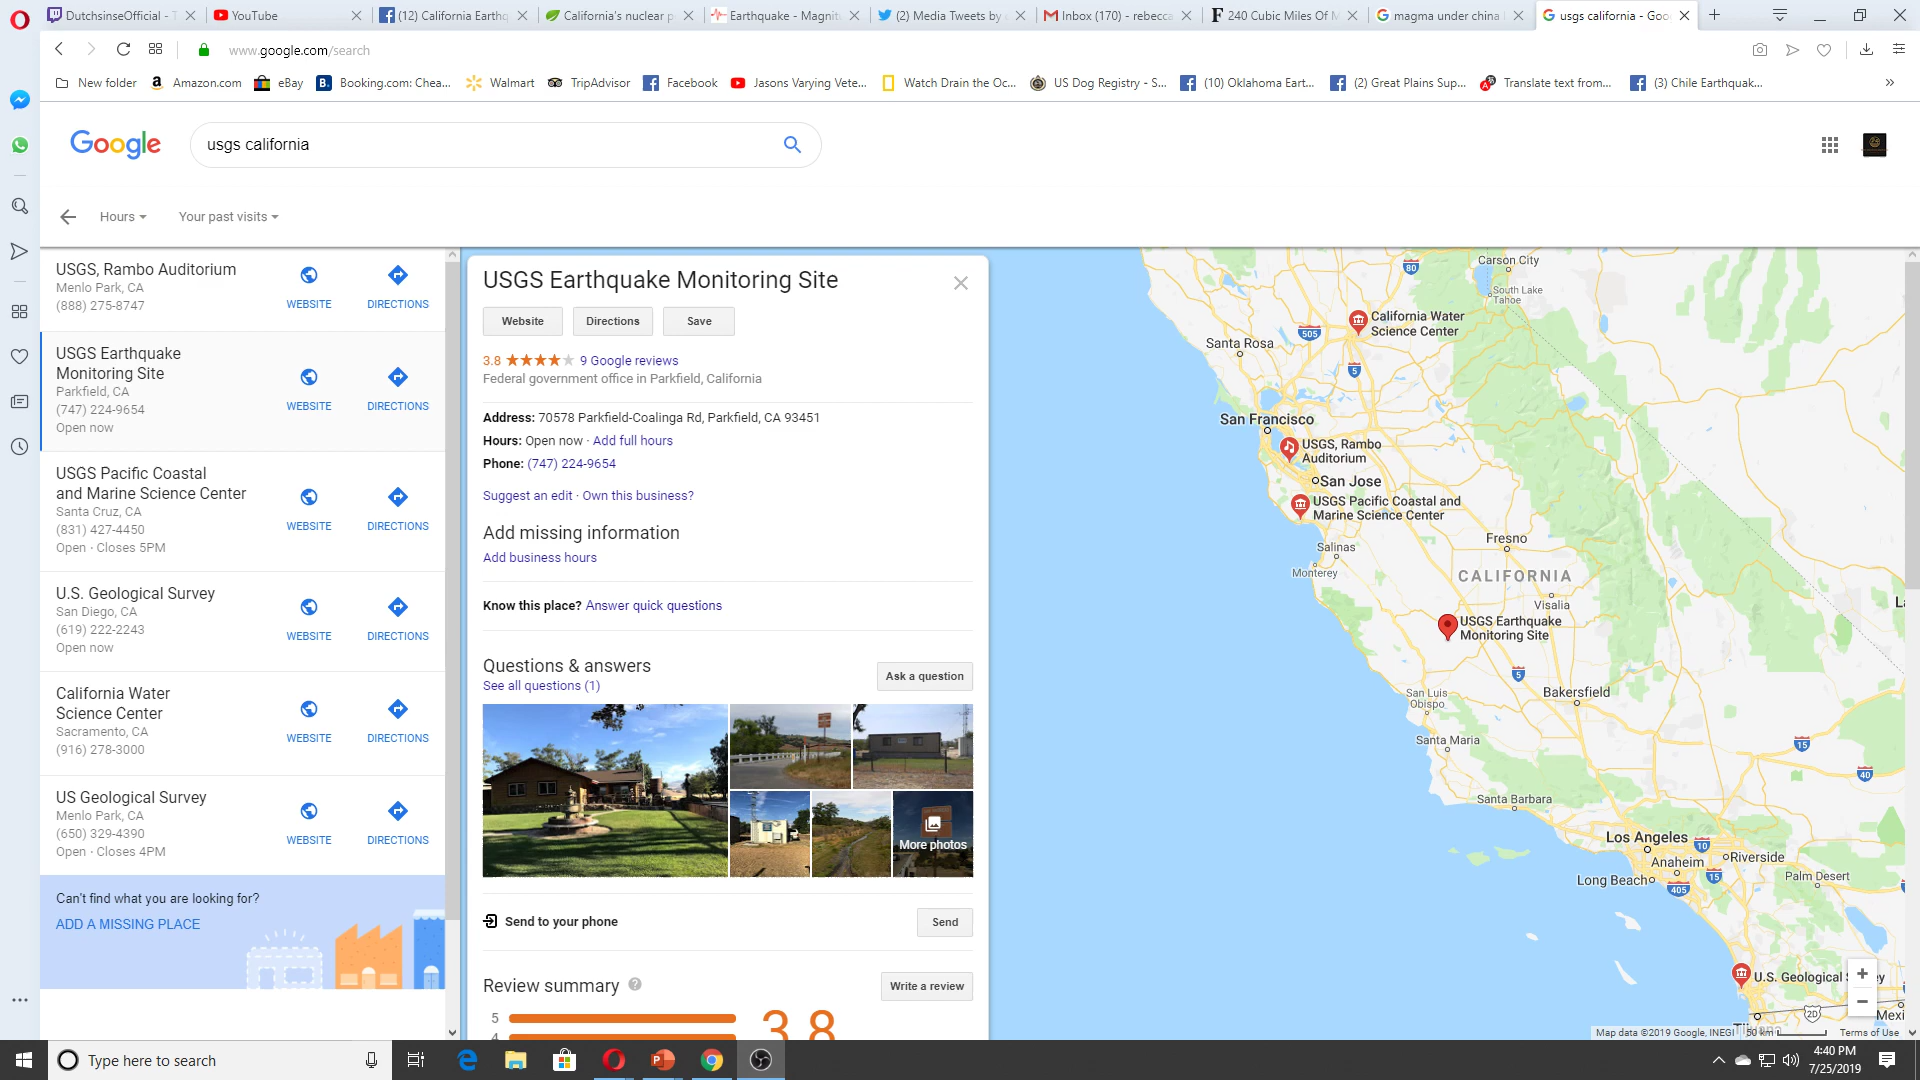 DutchsinseOfficial - T
YouTube
(12) California Earthq
California's nuclear p
Earthquake - Magnit
(2) Media Tweets by
Inbox (170) - rebecca
240 Cubic Miles Of M
magma under china
usgs california - Goo
www.google.com/search
New folder
Amazon.com
eBay
Booking.com: Chea...
Walmart
TripAdvisor
Facebook
Jasons Varying Vete...
Watch Drain the Oc...
US Dog Registry - S...
(10) Oklahoma Eart...
(2) Great Plains Sup...
Translate text from...
(3) Chile Earthquak...
Google
usgs california
Hours
Your past visits
USGS, Rambo Auditorium
Menlo Park, CA
(888) 275-8747
WEBSITE
DIRECTIONS
USGS Earthquake
Monitoring Site
Parkfield, CA
(747) 224-9654
Open now
WEBSITE
DIRECTIONS
USGS Pacific Coastal
and Marine Science Center
Santa Cruz, CA
(831) 427-4450
Open · Closes 5PM
WEBSITE
DIRECTIONS
U.S. Geological Survey
San Diego, CA
(619) 222-2243
Open now
WEBSITE
DIRECTIONS
California Water
Science Center
Sacramento, CA
(916) 278-3000
WEBSITE
DIRECTIONS
US Geological Survey
Menlo Park, CA
(650) 329-4390
Open · Closes 4PM
WEBSITE
DIRECTIONS
Can't find what you are looking for?
ADD A MISSING PLACE
USGS Earthquake Monitoring Site
Website
Directions
Save
3.8 9 Google reviews
Federal government office in Parkfield, California
Address: 70578 Parkfield-Coalinga Rd, Parkfield, CA 93451
Hours: Open now · Add full hours
Phone: (747) 224-9654
Suggest an edit · Own this business?
Add missing information
Add business hours
Know this place? Answer quick questions
Questions & answers
See all questions (1)
Ask a question
More photos
Send to your phone
Send
Review summary
Write a review
5
4
3.8
Carson City
80
South Lake
Tahoe
California Water
Science Center
505
Santa Rosa
5
San Francisco
USGS, Rambo
Auditorium
San Jose
USGS Pacific Coastal and
Marine Science Center
Fresno
Salinas
Monterey
CALIFORNIA
Visalia
USGS Earthquake
Monitoring Site
5
San Luis
Obispo
Bakersfield
Santa Maria
15
40
Santa Barbara
Los Angeles
10
Anaheim
Riverside
Long Beach
405
15
Palm Desert
U.S. Geological
2D
Mexi
Tijuana
Map data ©2019 Google, INEGI
50 km
Terms of Use
Type here to search
4:40 PM
7/25/2019